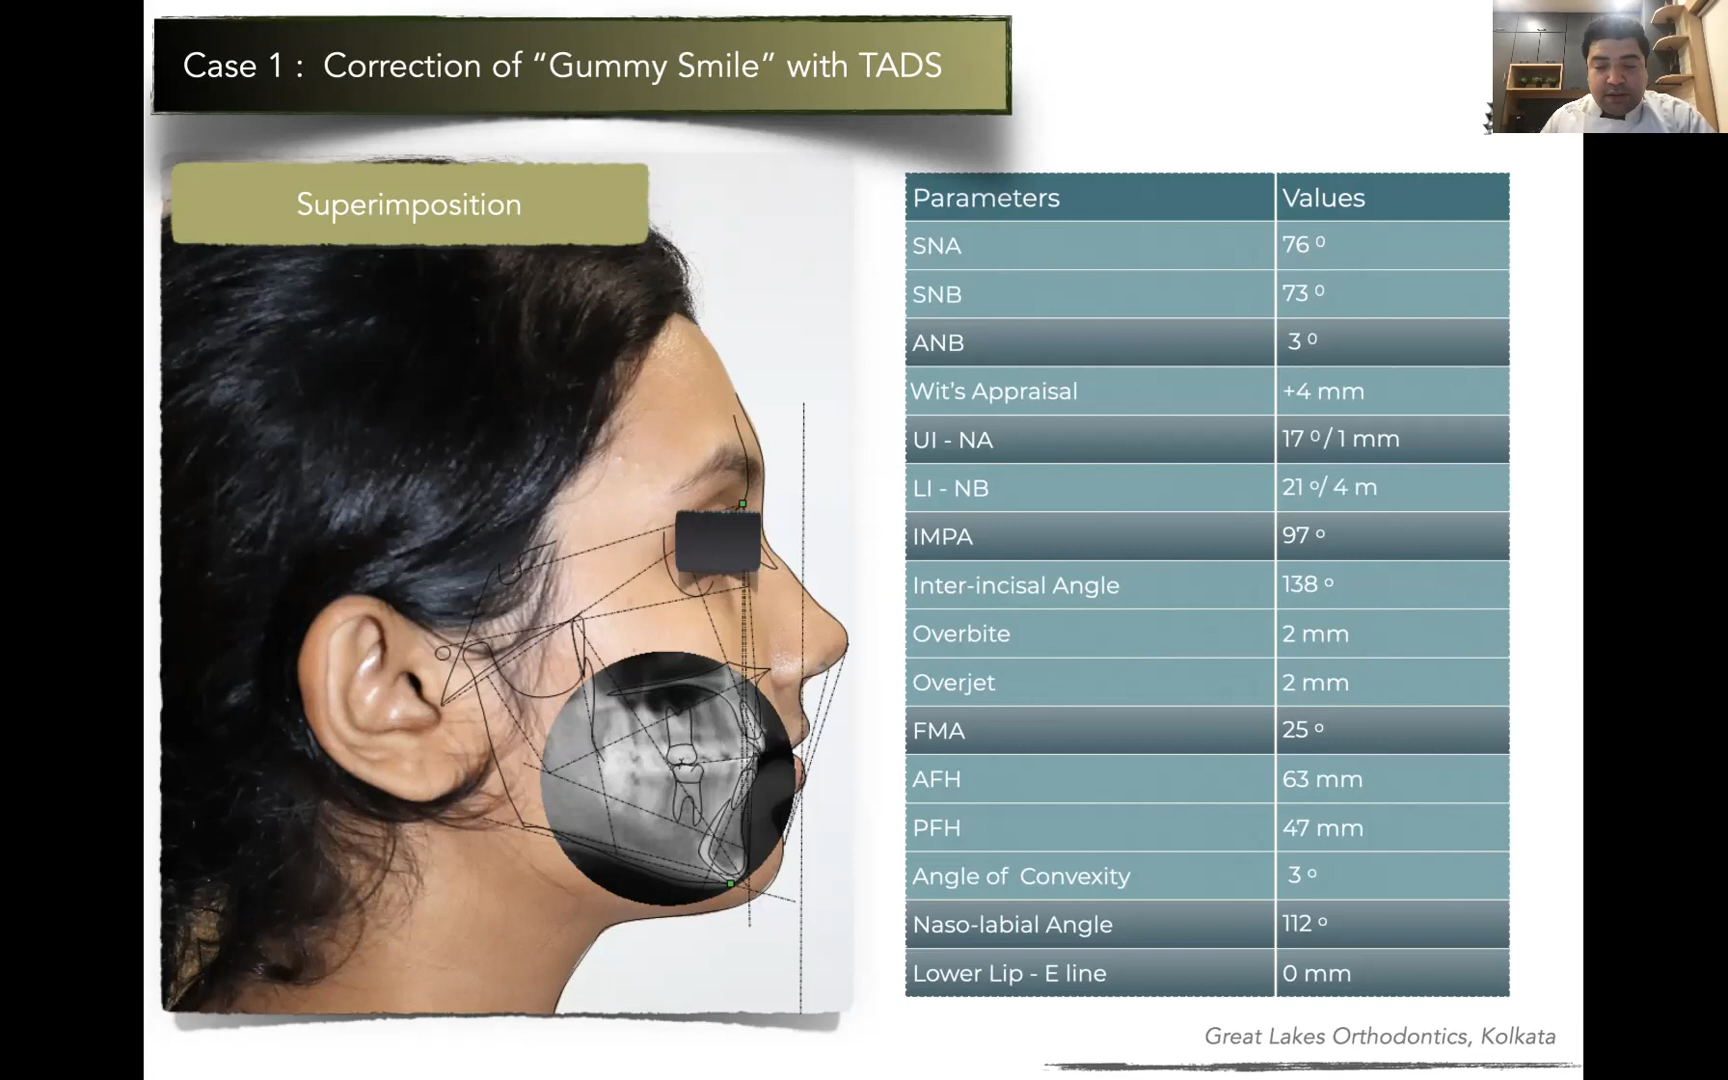 Case 1 : Correction of “Gummy Smile” with TADS
Superimposition
Parameters Values
SNA 76 º
SNB 73 º
ANB 3 º
Wit’s Appraisal +4 mm
UI - NA 17 º / 1 mm
LI - NB 21 º/ 4 m
IMPA 97 º
Inter-incisal Angle 138 º
Overbite 2 mm
Overjet 2 mm
FMA 25 º
AFH 63 mm
PFH 47 mm
Angle of Convexity 3 º
Naso-labial Angle 112 º
Lower Lip - E line 0 mm
Great Lakes Orthodontics, Kolkata